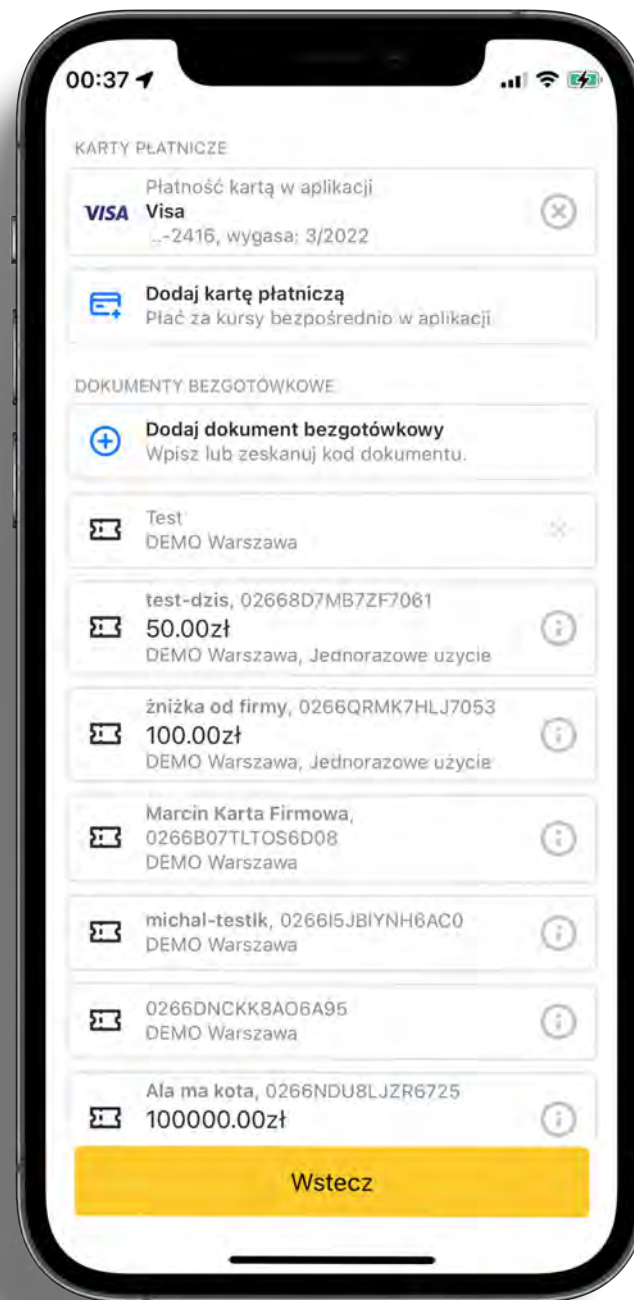 00:37
KARTY PŁATNICZE
Płatność kartą w aplikacji
VISA Visa
..-2416, wygasa: 3/2022
Dodaj kartę płatniczą
Płać za kursy bezpośrednio w aplikacji
DOKUMENTY BEZGOTÓWKOWE
Dodaj dokument bezgotówkowy
Wpisz lub zeskanuj kod dokumentu.
Test
DEMO Warszawa
test-dzis, 02668D7MB7ZF7061
50.00zł
DEMO Warszawa, Jednorazowe uzycie
żniżka od firmy, 0266QRMK7HLJ7053
100.00zł
DEMO Warszawa, Jednorazowe użycie
Marcin Karta Firmowa,
0266B07TLTOS6D08
DEMO Warszawa
michal-testik, 0266I5JBIYNH6AC0
DEMO Warszawa
0266DNCKK8AO6A95
DEMO Warszawa
Ala ma kota, 0266NDU8LJZR6725
100000.00zł
Wstecz